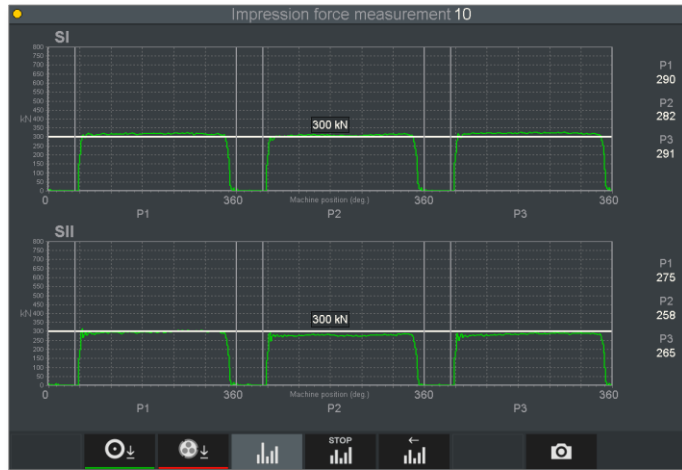 Impression force measurement 10
SI
800
750
700
650
600
550
500
450
kN 400
350
300
250
200
150
100
50
0
300 kN
0 360 Machine position (deg.) 360 360
P1 P2 P3
P1
290
P2
282
P3
291
SII
800
750
700
650
600
550
500
450
kN 400
350
300
250
200
150
100
50
0
300 kN
0 360 Machine position (deg.) 360 360
P1 P2 P3
P1
275
P2
258
P3
265
STOP